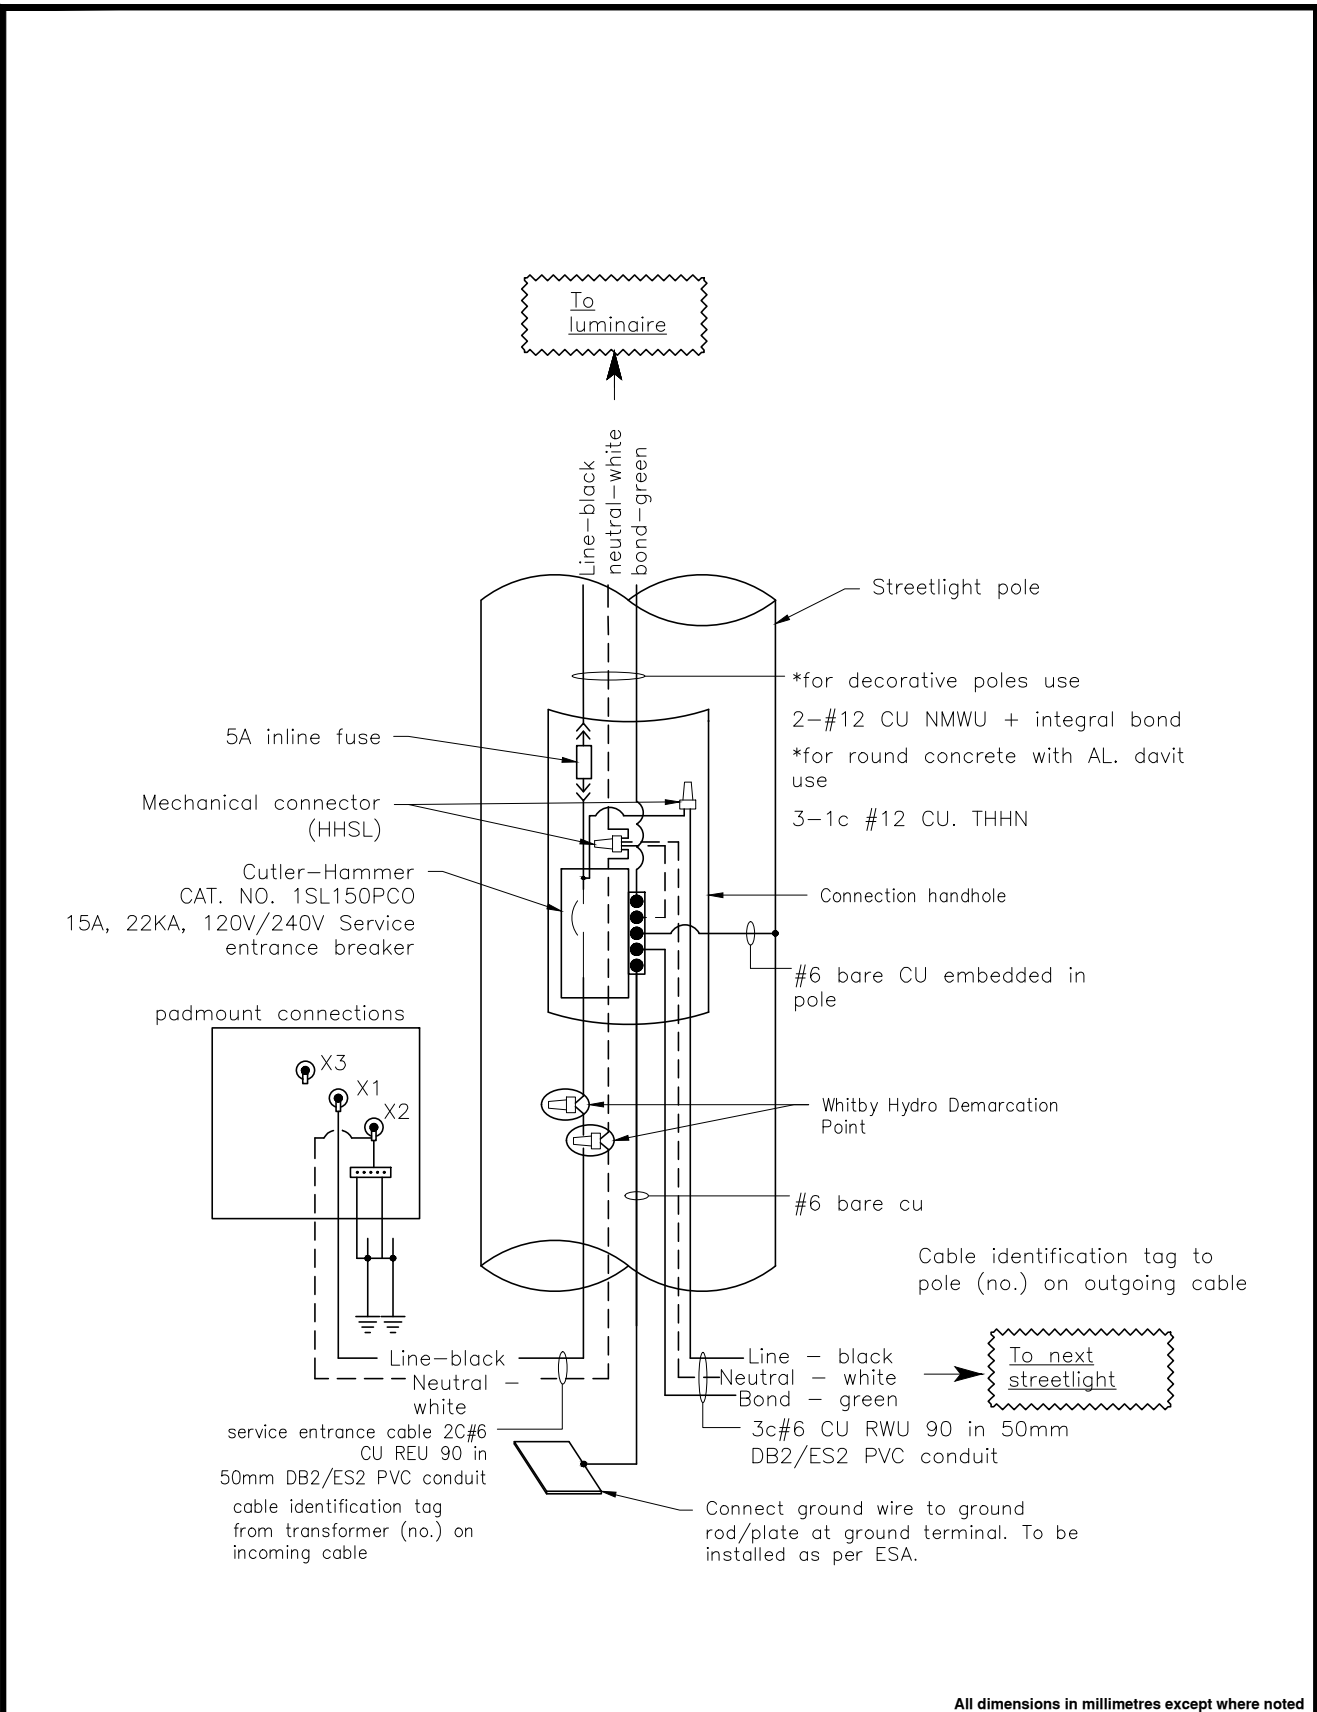 To
luminaire
Line-black
neutral-white
bond-green
Streetlight pole
*for decorative poles use
2-#12 CU NMWU + integral bond
*for round concrete with AL. davit
use
3-1c #12 CU. THHN
5A inline fuse
Mechanical connector
(HHSL)
Cutler-Hammer
CAT. NO. 1SL150PCO
15A, 22KA, 120V/240V Service
entrance breaker
Connection handhole
#6 bare CU embedded in
pole
padmount connections
X3
X1
X2
Whitby Hydro Demarcation
Point
#6 bare cu
Cable identification tag to
pole (no.) on outgoing cable
Line-black
Neutral -
white
Line - black
Neutral - white
Bond - green
To next
streetlight
service entrance cable 2C#6
CU REU 90 in
50mm DB2/ES2 PVC conduit
cable identification tag
from transformer (no.) on
incoming cable
3c#6 CU RWU 90 in 50mm
DB2/ES2 PVC conduit
Connect ground wire to ground
rod/plate at ground terminal. To be
installed as per ESA.
All dimensions in millimetres except where noted